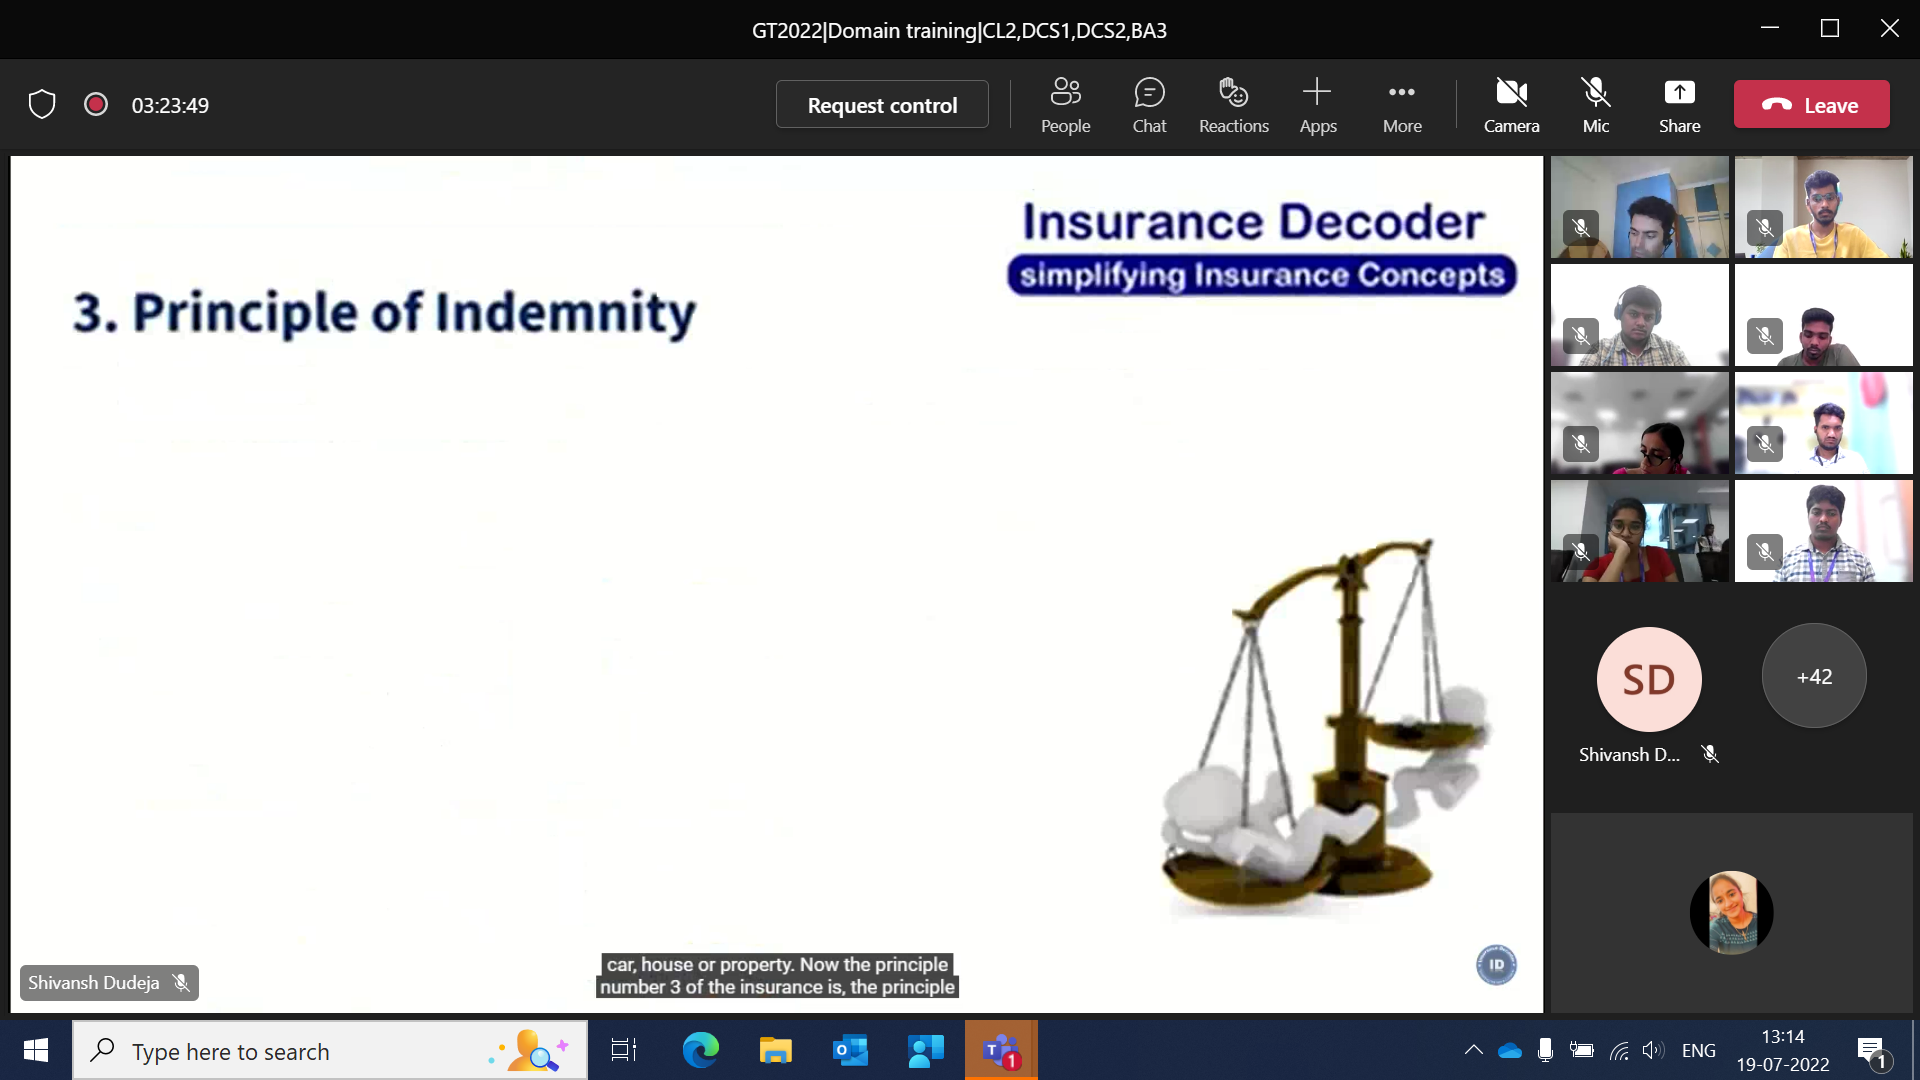 GT2022|Domain training|CL2,DCS1,DCS2,BA3
03:23:49
Request control
People
Chat
Reactions
Apps
More
Camera
Mic
Share
Leave
Insurance Decoder
simplifying Insurance Concepts
3. Principle of Indemnity
SD
+42
Shivansh D...
ID
Shivansh Dudeja
car, house or property. Now the principle
number 3 of the insurance is, the principle
Type here to search
1
ENG
13:14
19-07-2022
1